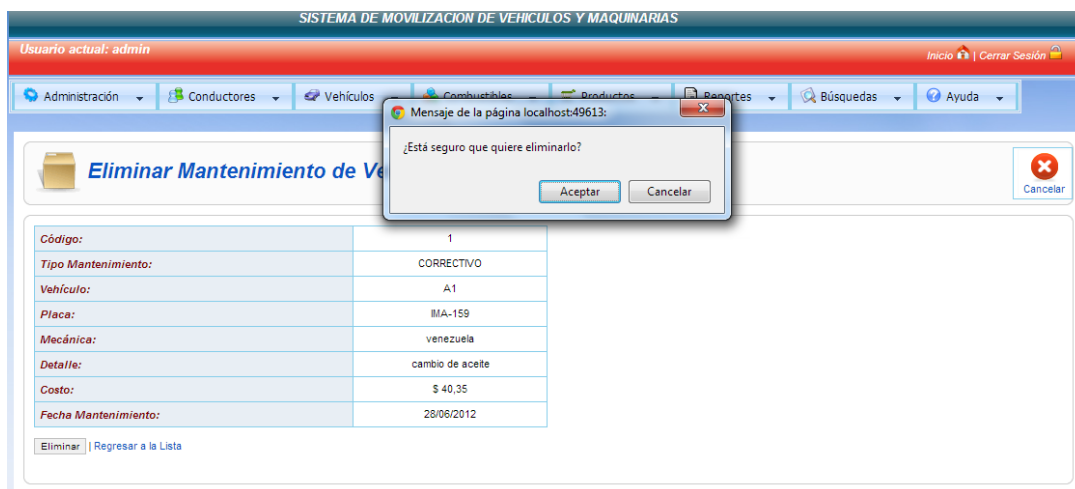 SISTEMA DE MOVILIZACION DE VEHICULOS Y MAQUINARIAS
Usuario actual: admin
Inicio | Cerrar Sesión
Administración Conductores Vehículos Combustibles Productos Reportes Búsquedas Ayuda
Mensaje de la página localhost:49613:
¿Está seguro que quiere eliminarlo?
Aceptar Cancelar
Eliminar Mantenimiento de Ve
Cancelar
Código: 1
Tipo Mantenimiento: CORRECTIVO
Vehículo: A1
Placa: IMA-159
Mecánica: venezuela
Detalle: cambio de aceite
Costo: $ 40,35
Fecha Mantenimiento: 28/06/2012
Eliminar | Regresar a la Lista